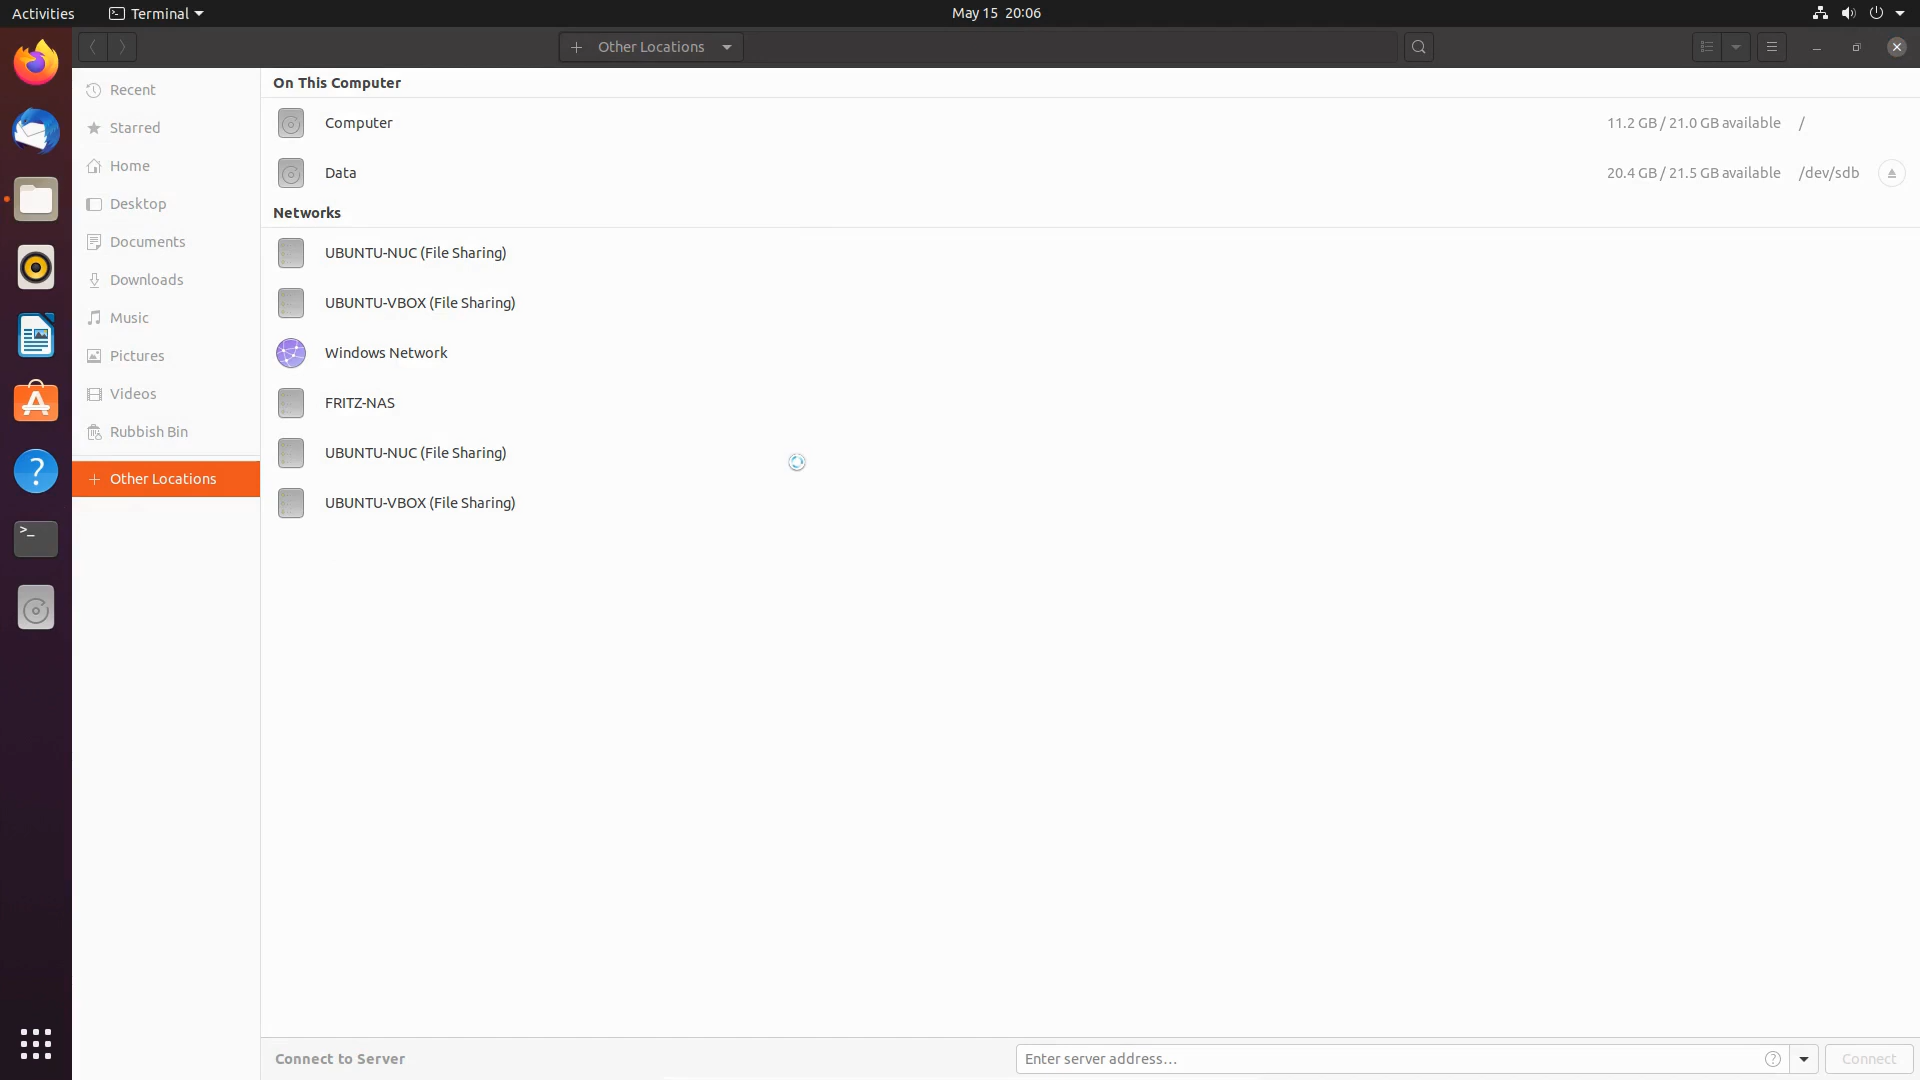 Activities
Terminal
May 15 20:06
Other Locations
Recent
Starred
Home
Desktop
Documents
Downloads
Music
Pictures
Videos
Rubbish Bin
Other Locations
On This Computer
Computer
11.2 GB / 21.0 GB available /
Data
20.4 GB / 21.5 GB available /dev/sdb
Networks
UBUNTU-NUC (File Sharing)
UBUNTU-VBOX (File Sharing)
Windows Network
FRITZ-NAS
UBUNTU-NUC (File Sharing)
UBUNTU-VBOX (File Sharing)
Connect to Server
Enter server address...
Connect